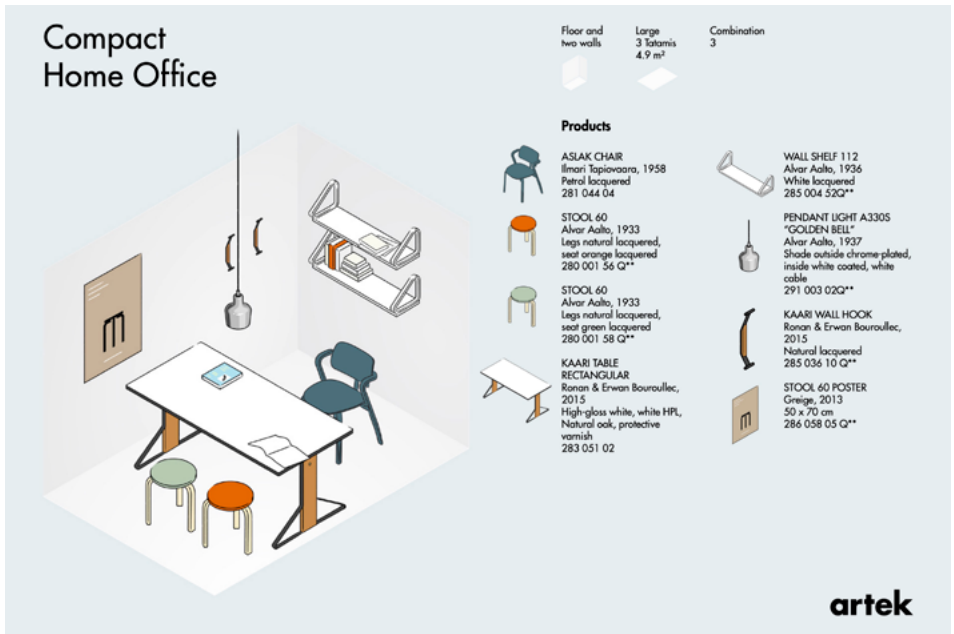 Compact
Home Office
Floor and
two walls
Large
3 Tatamis
4.9 m²
Combination
3
Products
ASLAK CHAIR
Ilmari Tapiovaara, 1958
Petrol lacquered
281 044 04
STOOL 60
Alvar Aalto, 1933
Legs natural lacquered,
seat orange lacquered
280 001 56 Q**
STOOL 60
Alvar Aalto, 1933
Legs natural lacquered,
seat green lacquered
280 001 58 Q**
KAARI TABLE
RECTANGULAR
Ronan & Erwan Bouroullec,
2015
High-gloss white, white HPL,
Natural oak, protective
varnish
283 051 02
WALL SHELF 112
Alvar Aalto, 1936
White lacquered
285 004 52Q**
PENDANT LIGHT A330S
“GOLDEN BELL”
Alvar Aalto, 1937
Shade outside chrome-plated,
inside white coated, white
cable
291 003 02Q**
KAARI WALL HOOK
Ronan & Erwan Bouroullec,
2015
Natural lacquered
285 036 10 Q**
STOOL 60 POSTER
Greige, 2013
50 x 70 cm
286 058 05 Q**
artek